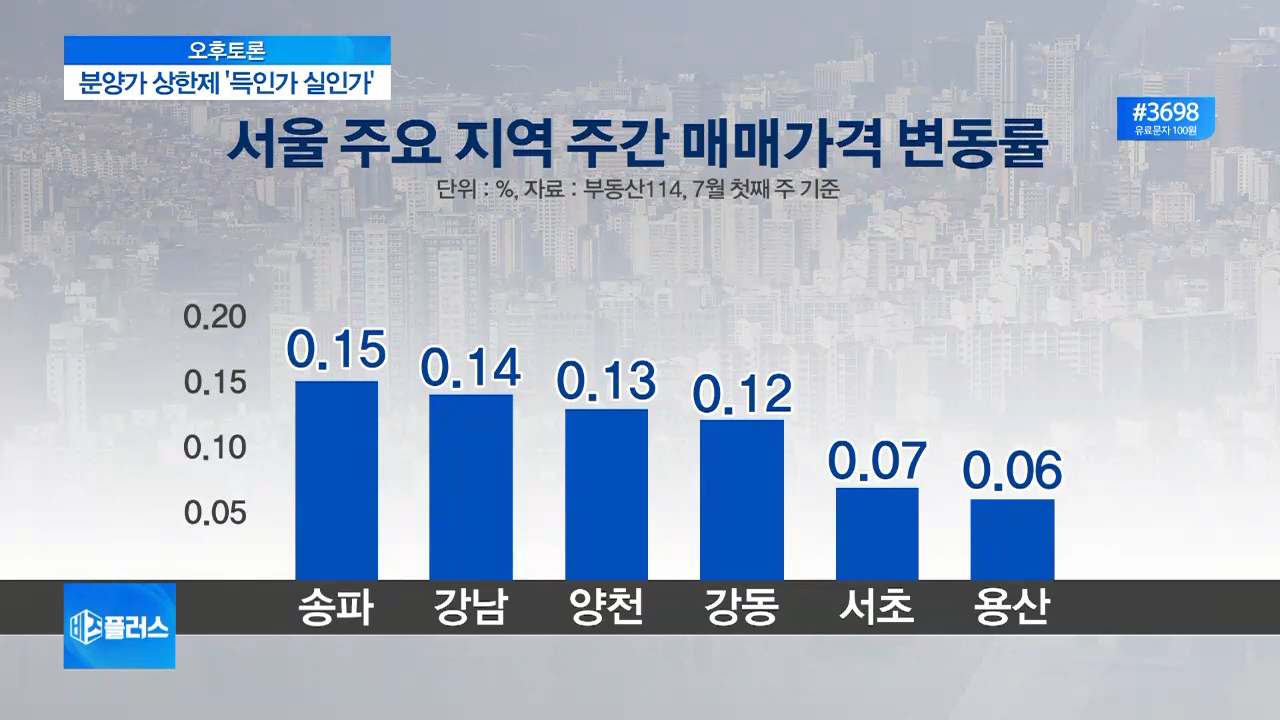 오후토론
분양가 상한제 '득인가 실인가'
#3698
유료문자 100원
서울 주요 지역 주간 매매가격 변동률
단위 : %, 자료 : 부동산114, 7월 첫째 주 기준
0.20
0.15
0.10
0.05
0.15
0.14
0.13
0.12
0.07
0.06
송파
강남
양천
강동
서초
용산
비즈플러스